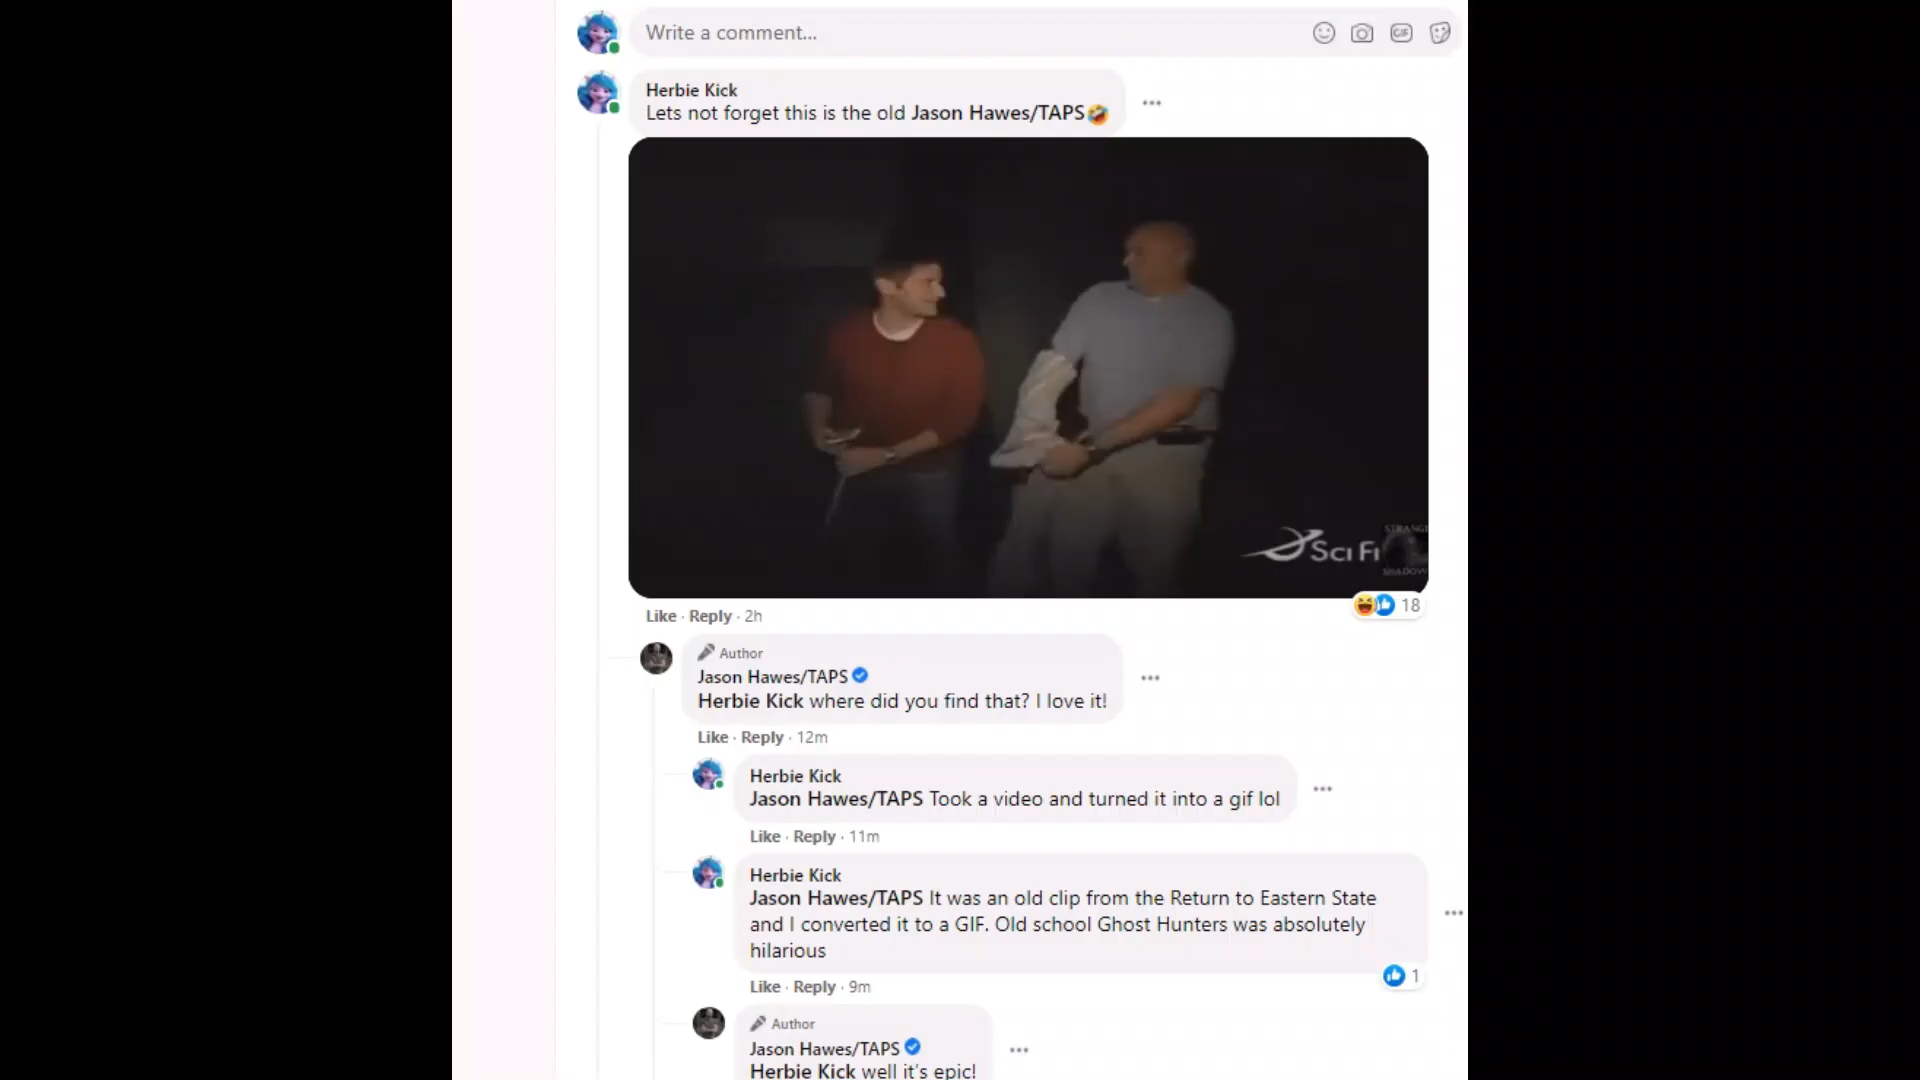 Write a comment...
GIF
Herbie Kick
Lets not forget this is the old Jason Hawes/TAPS🤣
SCI FI
STRANGE
SHADOW
Like · Reply · 2h
18
Author
Jason Hawes/TAPS
Herbie Kick where did you find that? I love it!
Like · Reply · 12m
Herbie Kick
Jason Hawes/TAPS Took a video and turned it into a gif lol
Like · Reply · 11m
Herbie Kick
Jason Hawes/TAPS It was an old clip from the Return to Eastern State
and I converted it to a GIF. Old school Ghost Hunters was absolutely
hilarious
1
Like · Reply · 9m
Author
Jason Hawes/TAPS
Herbie Kick well it's epic!